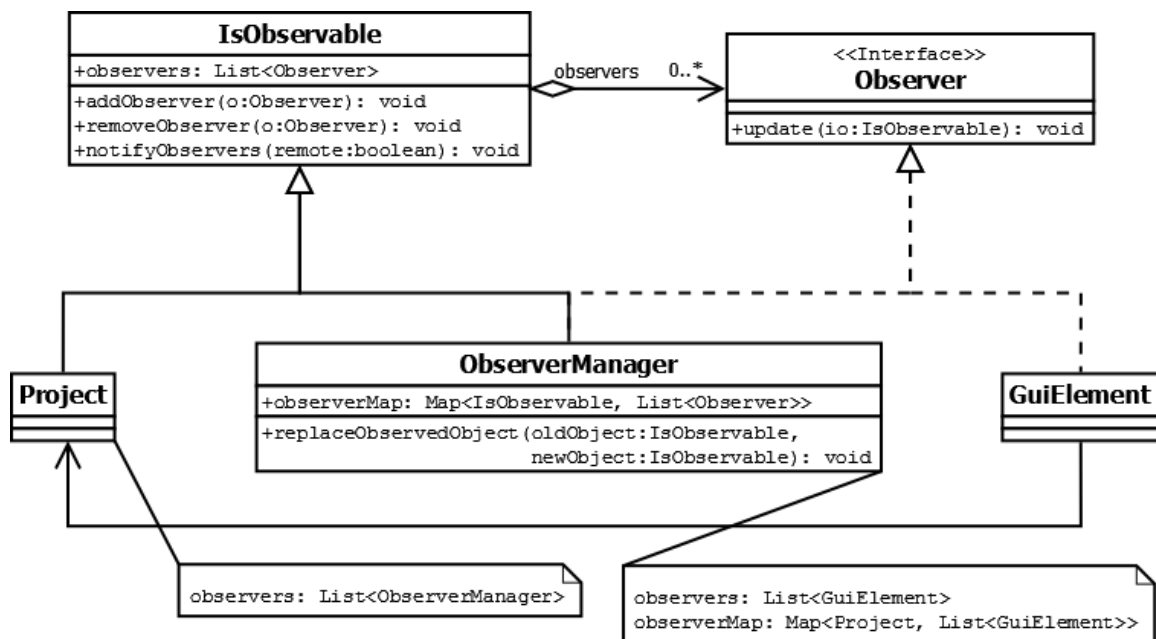 IsObservable
+observers: List<Observer>
+addObserver(o:Observer): void
+removeObserver(o:Observer): void
+notifyObservers(remote:boolean): void
observers 0..*
<<Interface>>
Observer
+update(io:IsObservable): void
Project
ObserverManager
+observerMap: Map<IsObservable, List<Observer>>
+replaceObservedObject(oldObject:IsObservable,
newObject:IsObservable): void
GuiElement
observers: List<ObserverManager>
observers: List<GuiElement>
observerMap: Map<Project, List<GuiElement>>